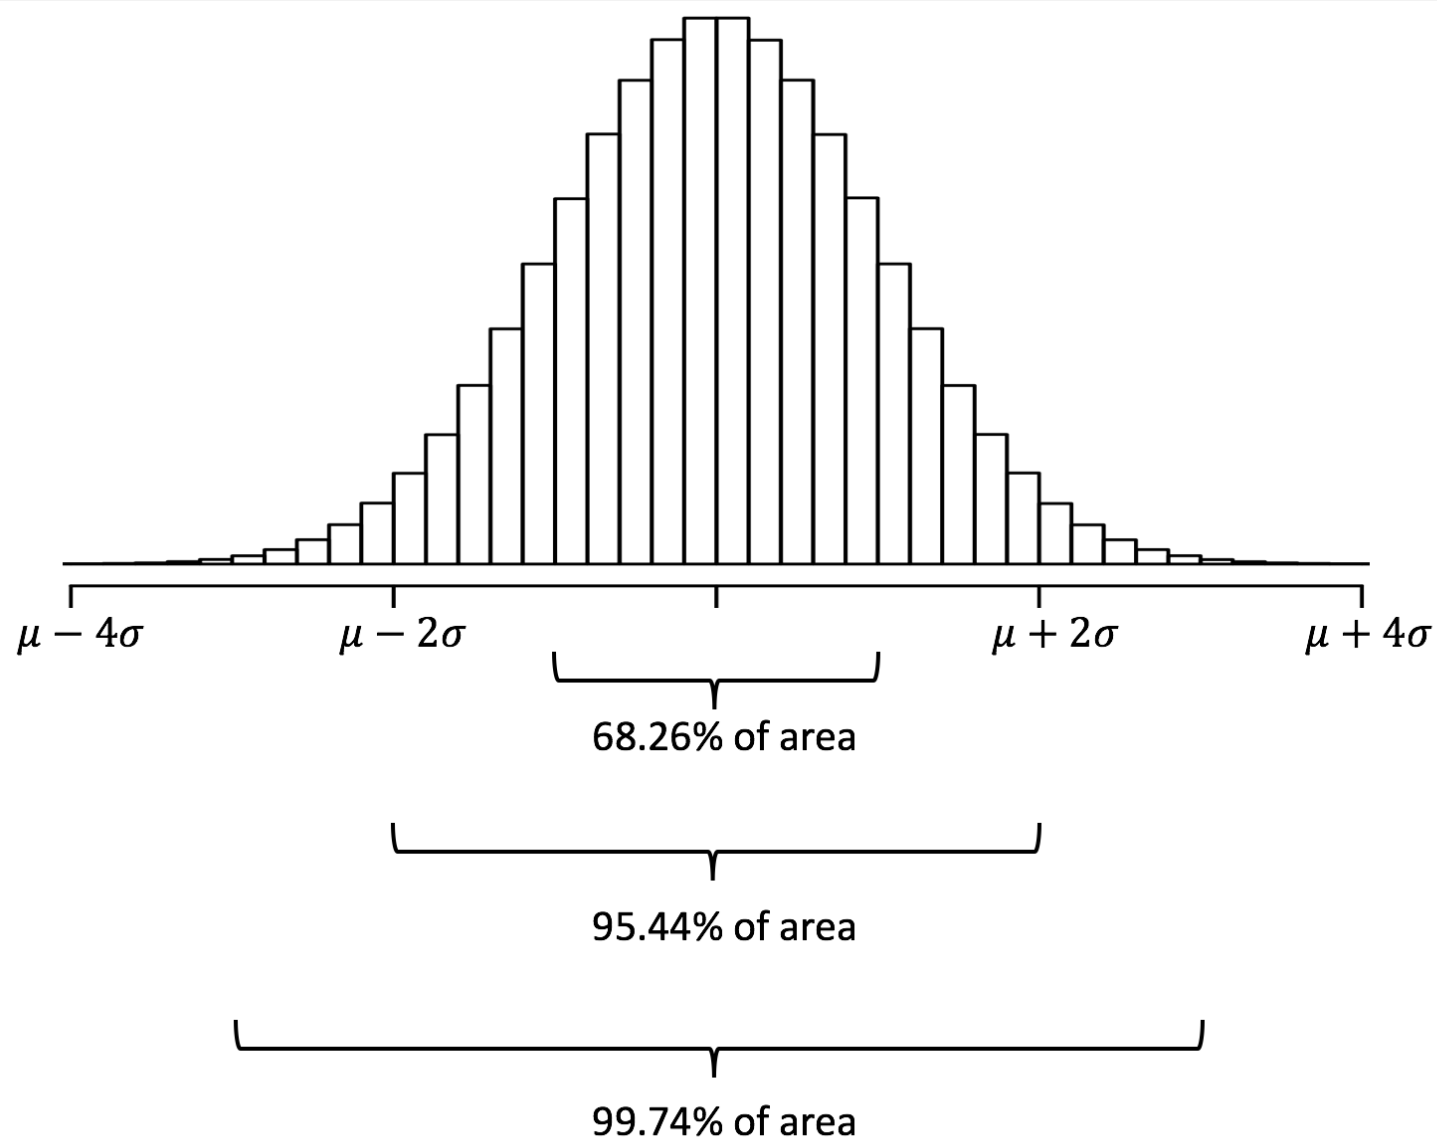 μ − 4σ μ − 2σ μ + 2σ μ + 4σ
68.26% of area
95.44% of area
99.74% of area